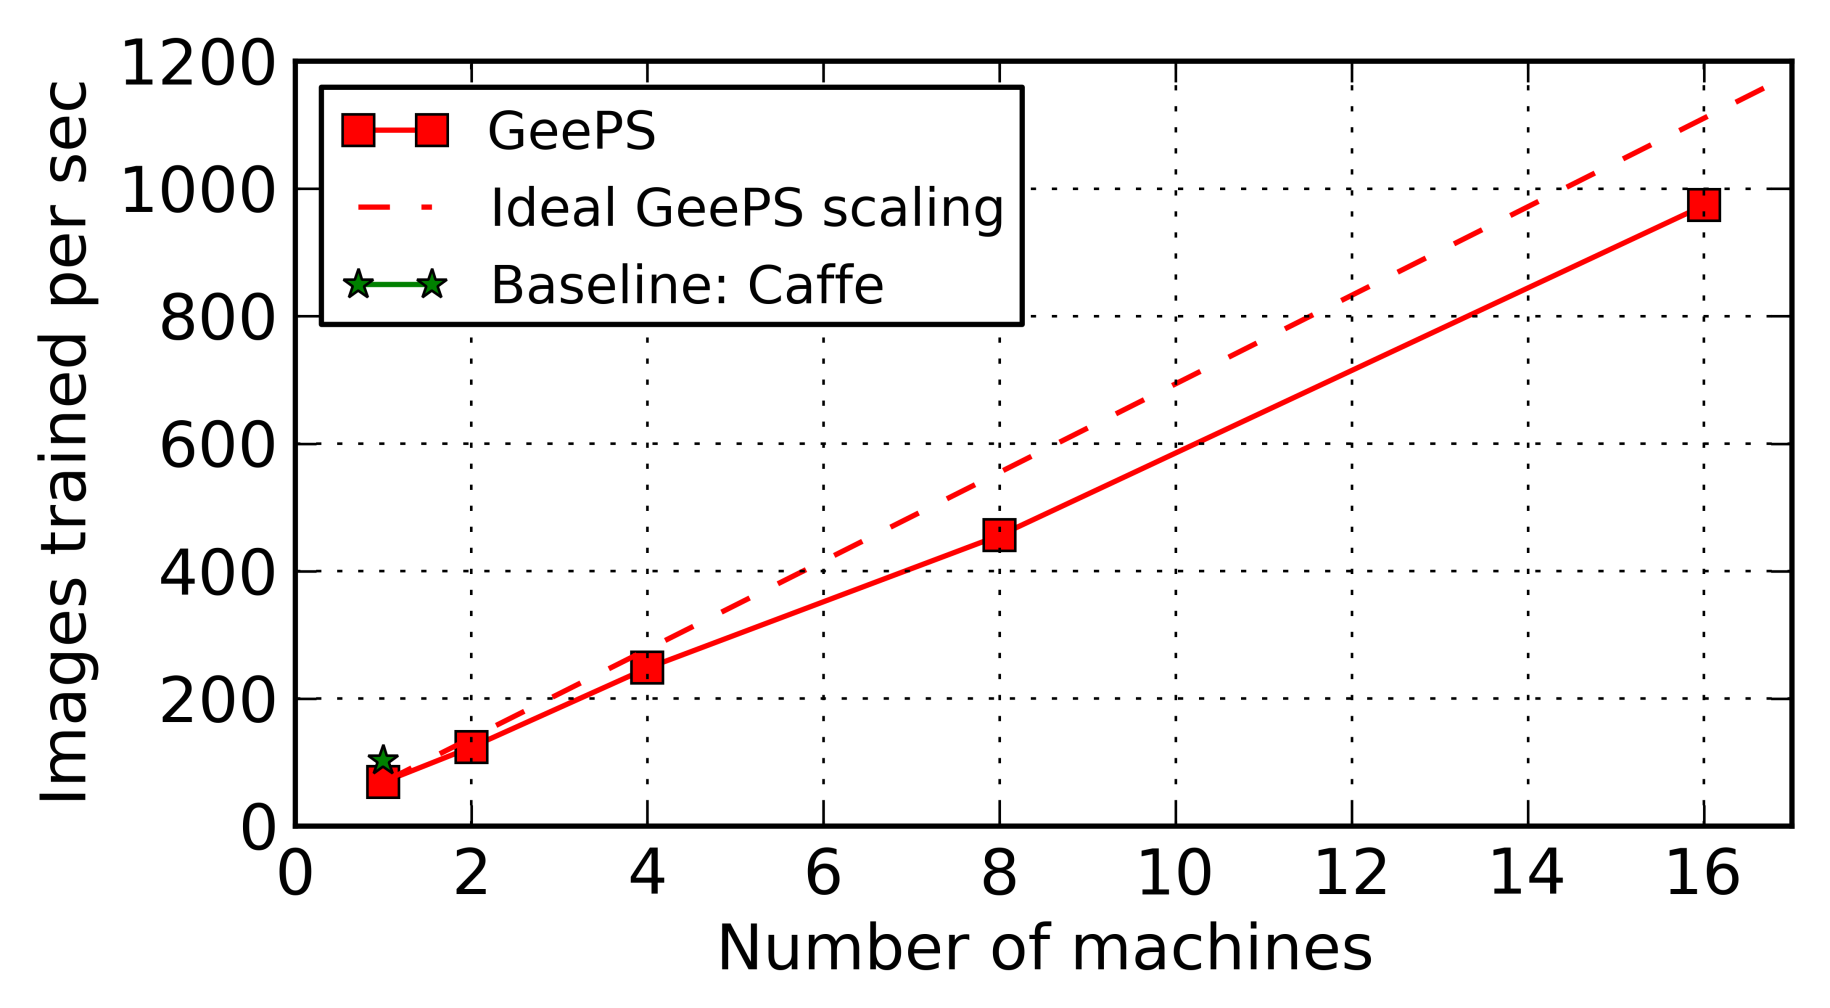 Images trained per sec
1200
1000
800
600
400
200
0
GeePS
Ideal GeePS scaling
Baseline: Caffe
0 2 4 6 8 10 12 14 16
Number of machines